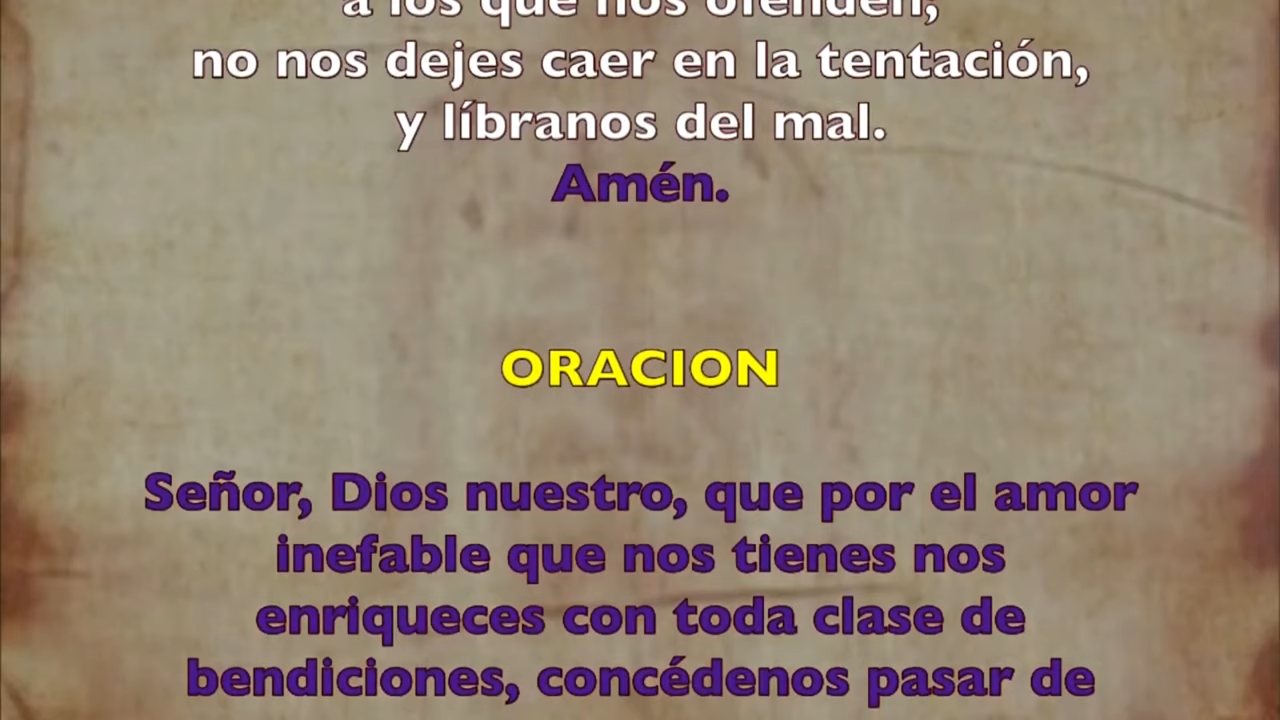 a los que nos ofenden,
no nos dejes caer en la tentación,
y líbranos del mal.
Amén.
ORACION
Señor, Dios nuestro, que por el amor
inefable que nos tienes nos
enriqueces con toda clase de
bendiciones, concédenos pasar de